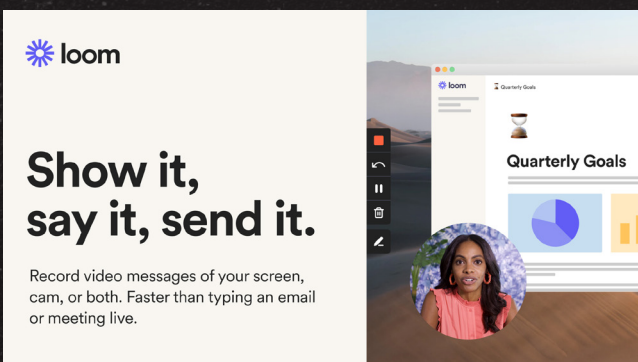 loom
Show it,
say it, send it.
Record video messages of your screen,
cam, or both. Faster than typing an email
or meeting live.
loom
Quarterly Goals
Quarterly Goals